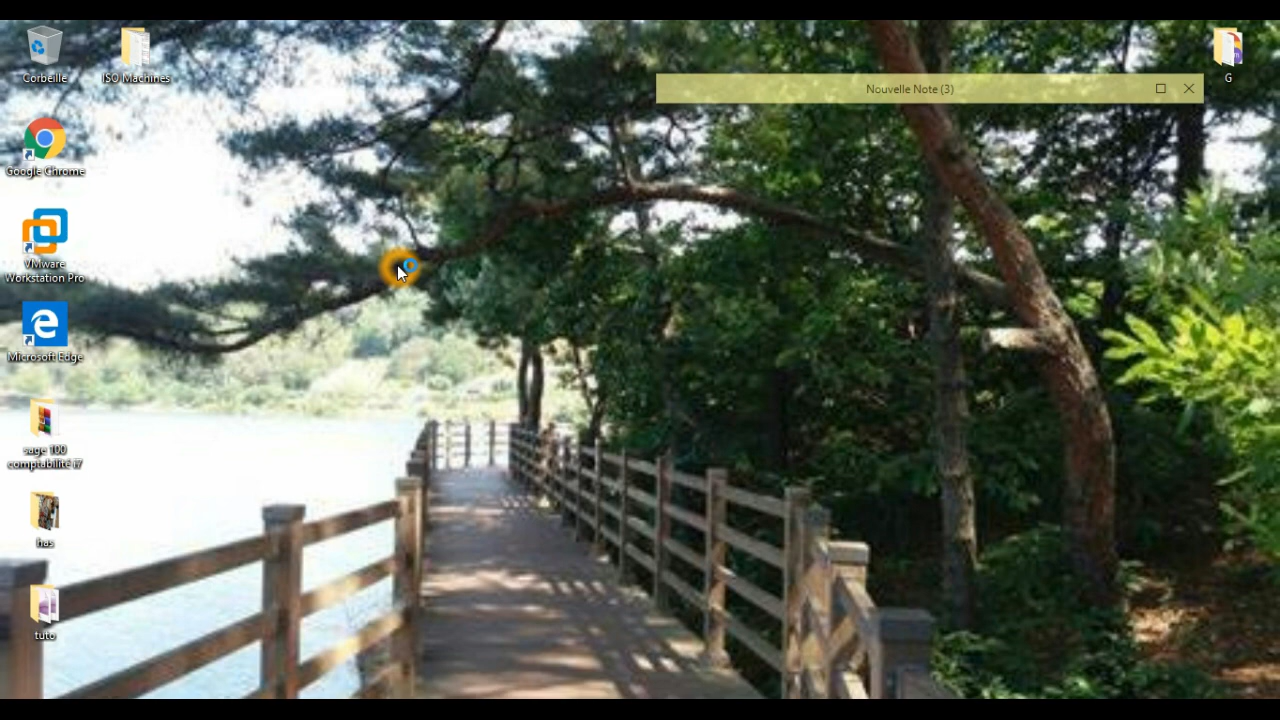 Corbeille
ISO Machines
Nouvelle Note (3)
G
Google Chrome
VMware
Workstation Pro
Microsoft Edge
sage 100
comptabilité i7
has
tuto